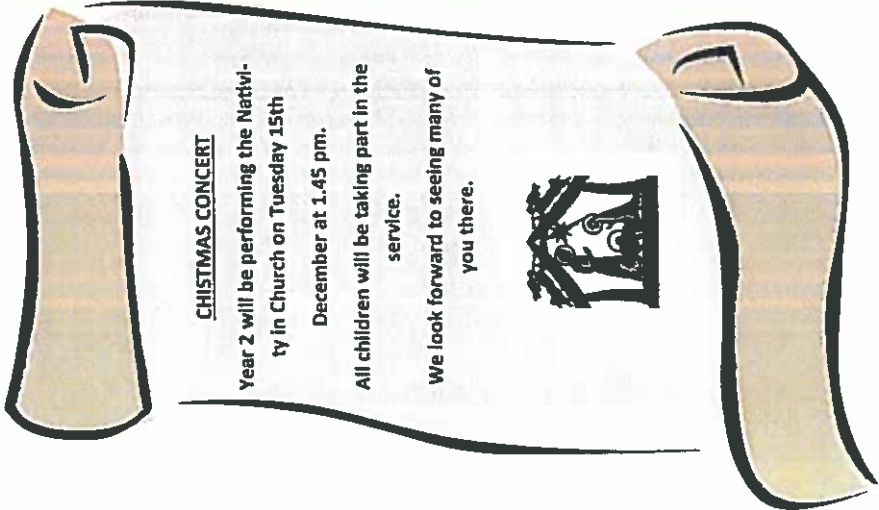 CHISTMAS CONCERT
Year 2 will be performing the Nativi-
ty in Church on Tuesday 15th
December at 1.45 pm.
All children will be taking part in the
service.
We look forward to seeing many of
you there.